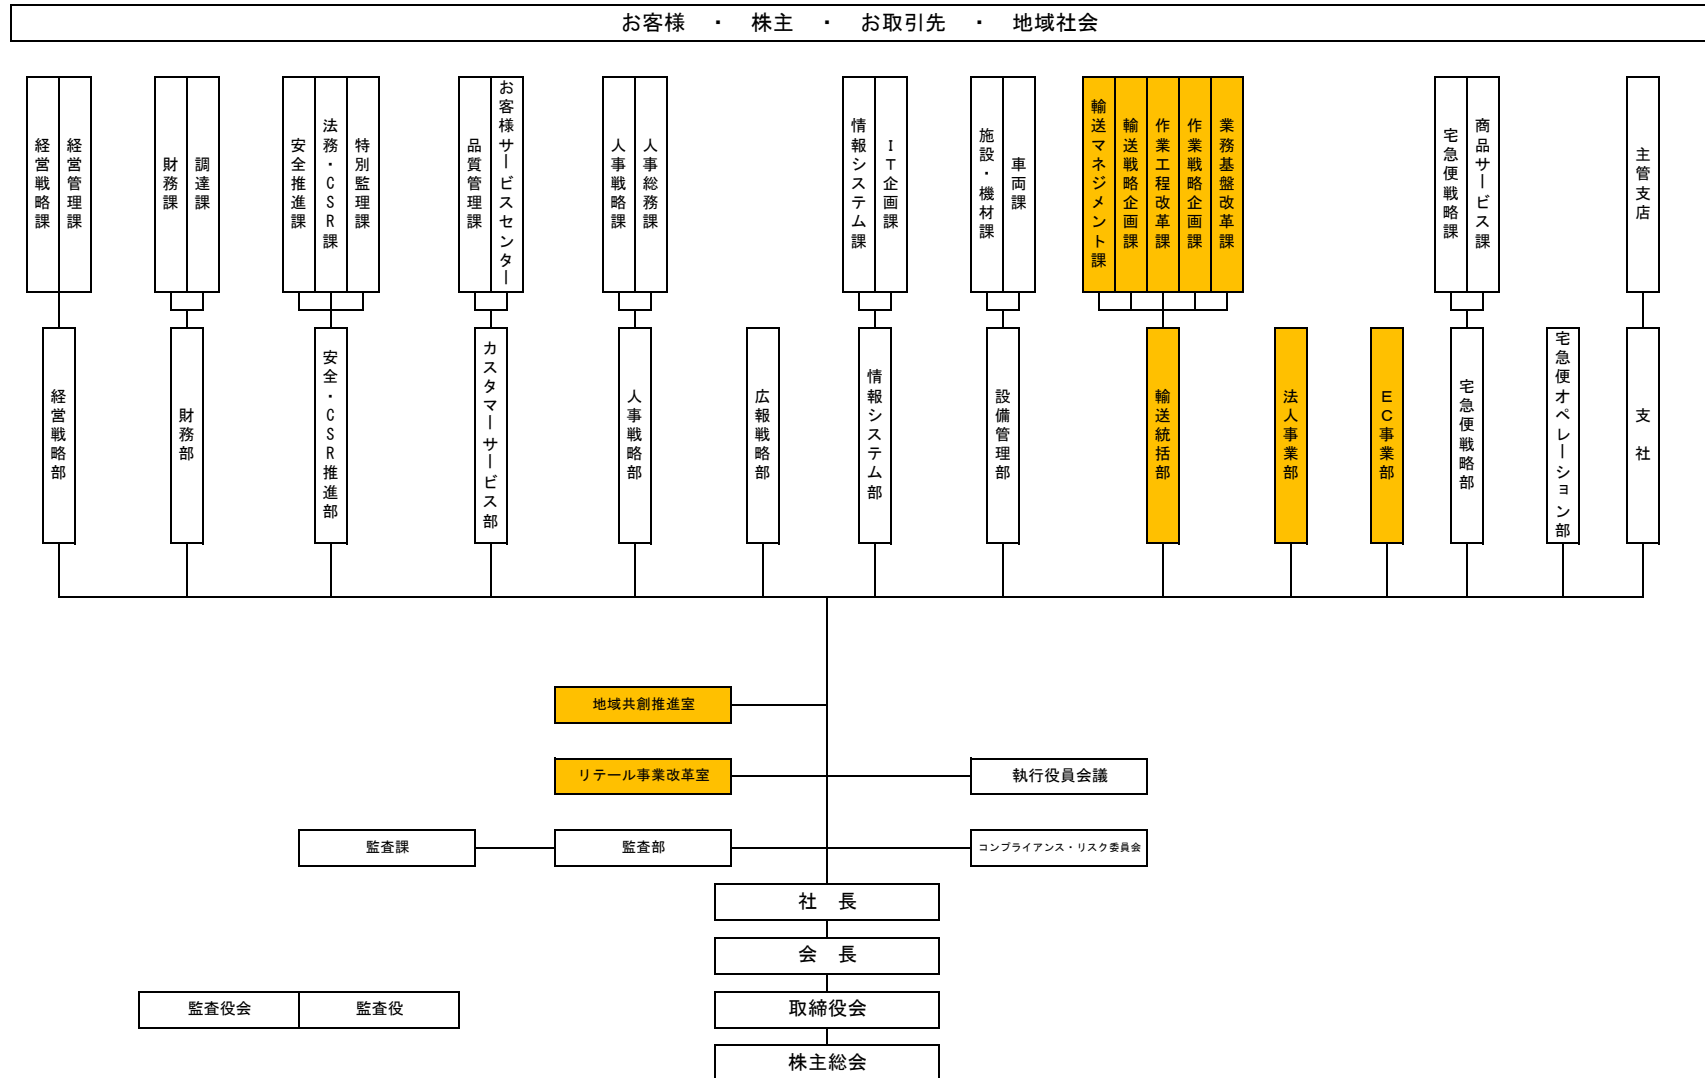 お客様 ・ 株主 ・ お取引先 ・ 地域社会
経営戦略課
経営管理課
財務課
調達課
安全推進課
法務・CSR課
特別監理課
品質管理課
お客様サービスセンター
人事戦略課
人事総務課
情報システム課
IT企画課
施設・機材課
車両課
輸送マネジメント課
輸送戦略企画課
作業工程改革課
作業戦略企画課
業務基盤改革課
宅急便戦略課
商品サービス課
主管支店
経営戦略部
財務部
安全・CSR推進部
カスタマーサービス部
人事戦略部
広報戦略部
情報システム部
設備管理部
輸送統括部
法人事業部
EC事業部
宅急便戦略部
宅急便オペレーション部
支 社
地域共創推進室
リテール事業改革室
執行役員会議
監査課
監査部
コンプライアンス・リスク委員会
社 長
会 長
監査役会
監査役
取締役会
株主総会